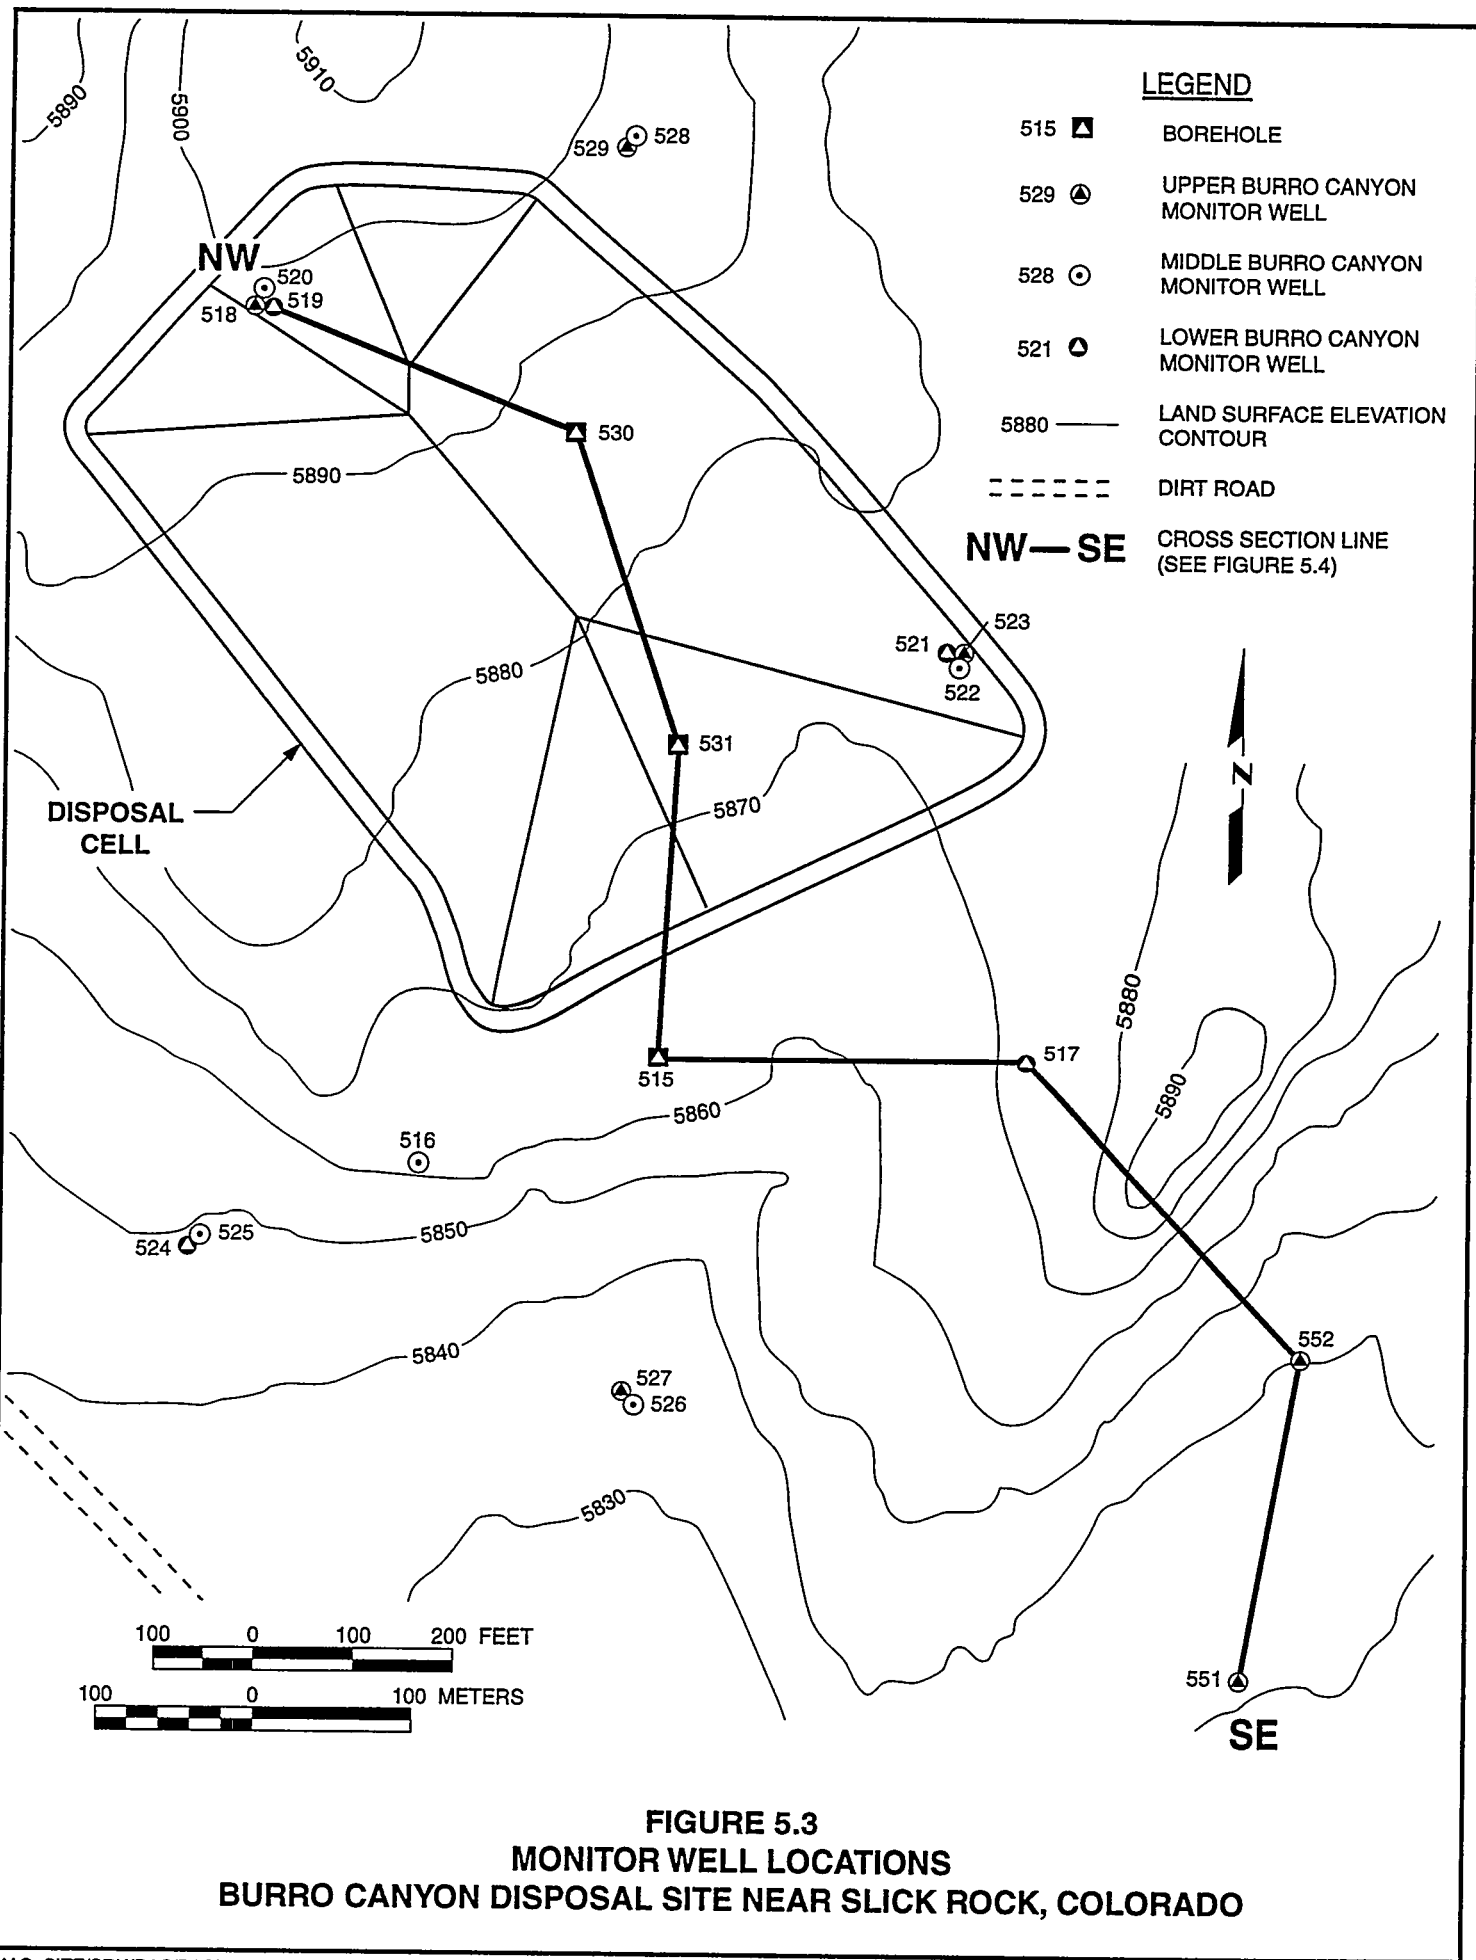 LEGEND
515 BOREHOLE
529 UPPER BURRO CANYON
MONITOR WELL
528 MIDDLE BURRO CANYON
MONITOR WELL
521 LOWER BURRO CANYON
MONITOR WELL
5880 LAND SURFACE ELEVATION
CONTOUR
DIRT ROAD
NW SE CROSS SECTION LINE
(SEE FIGURE 5.4)
5890
5900
5910
528
529
NW
520
519
518
530
5890
523
521
522
5880
531
5870
DISPOSAL
CELL
N
5880
5890
517
515
5860
516
525
524
5850
552
5840
527
526
5830
551
SE
100 0 100 200 FEET
100 0 100 METERS
FIGURE 5.3
MONITOR WELL LOCATIONS
BURRO CANYON DISPOSAL SITE NEAR SLICK ROCK, COLORADO